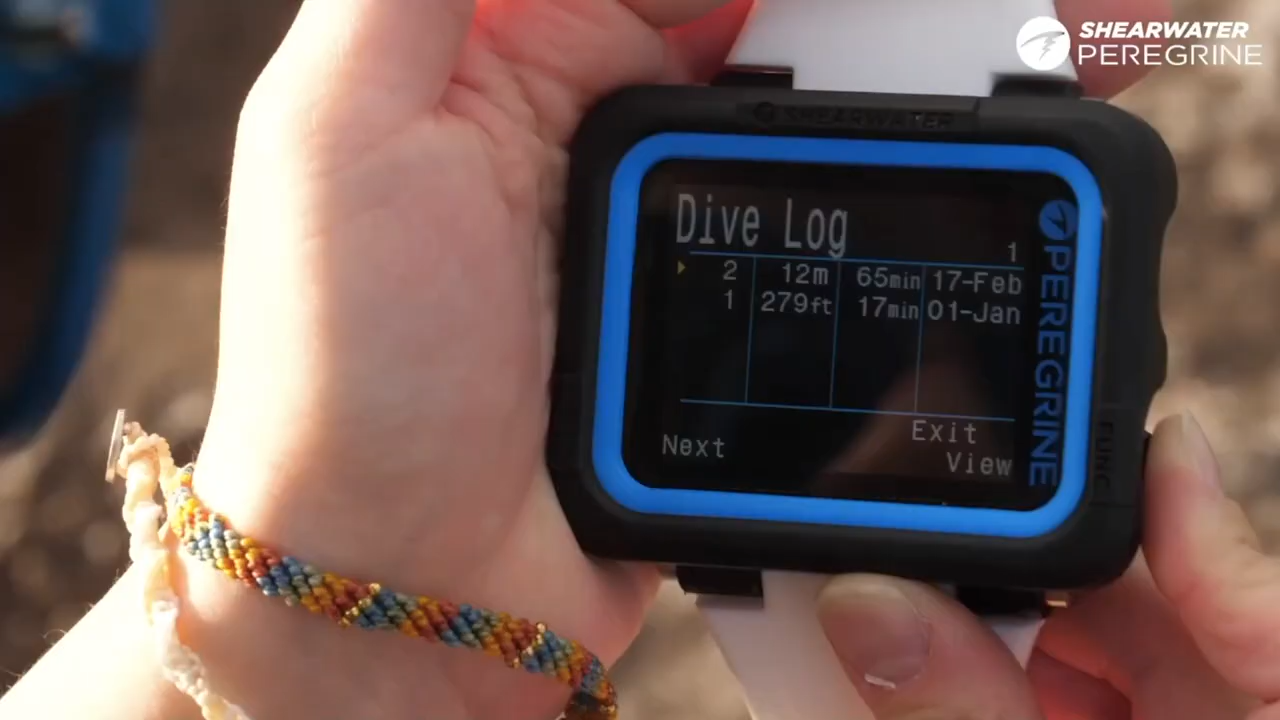 SHEARWATER
PEREGRINE
SHEARWATER
Dive Log
1
2 12m 65min 17-Feb
1 279ft 17min 01-Jan
Next
Exit
View
PEREGRINE
FUNC